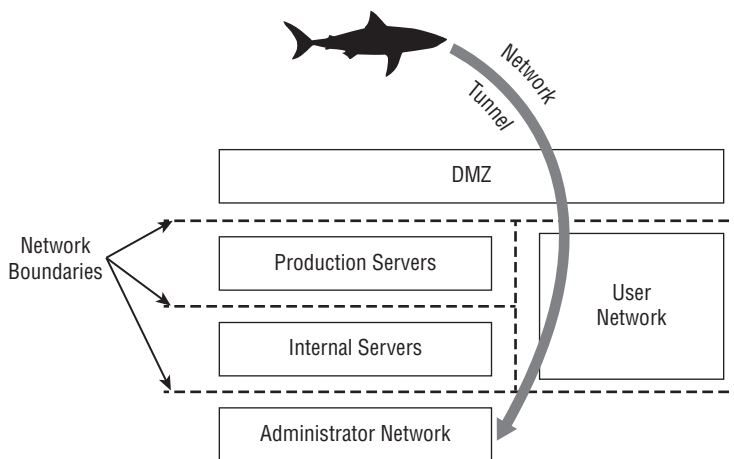 Network
Tunnel
DMZ
Network
Boundaries
Production Servers
User
Network
Internal Servers
Administrator Network